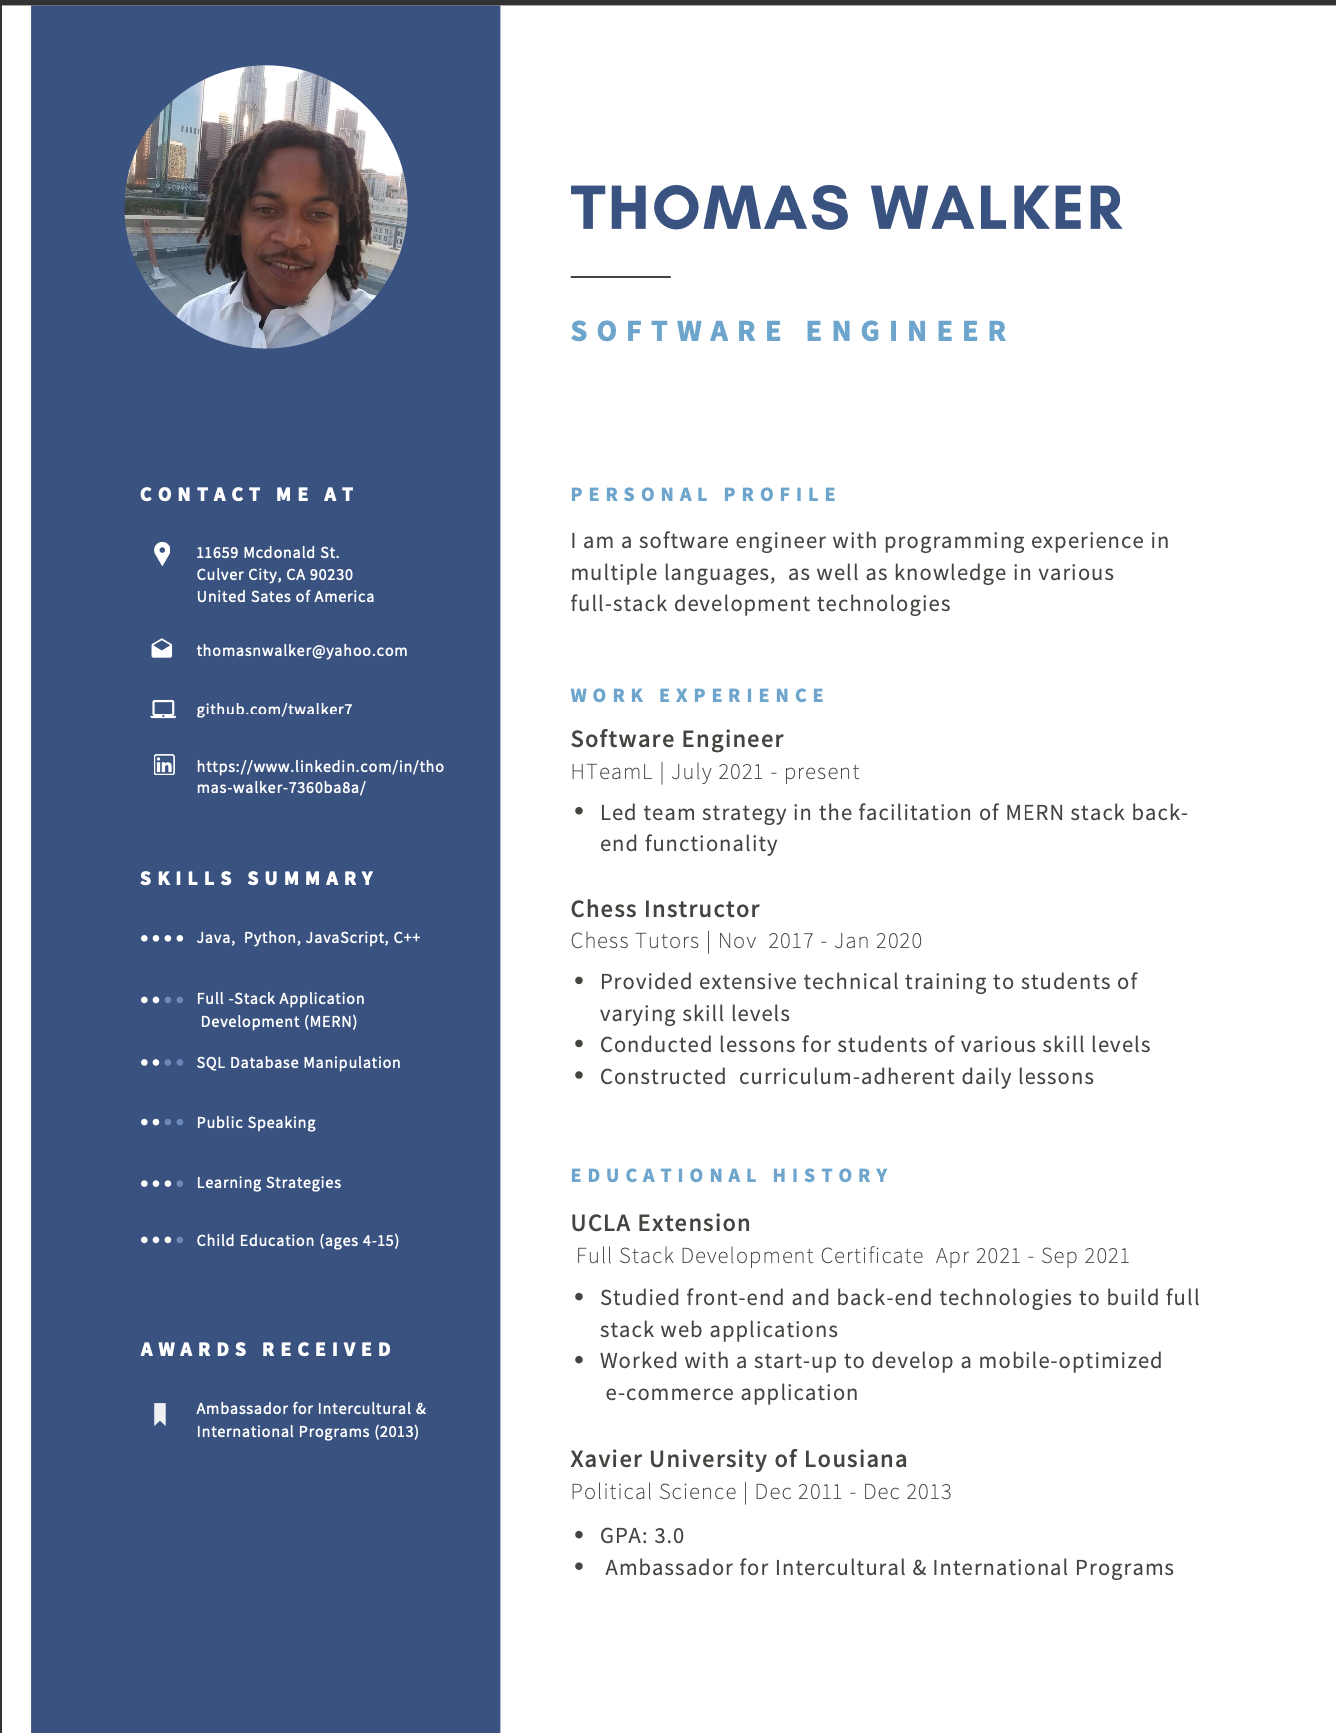 THOMAS WALKER
SOFTWARE ENGINEER
CONTACT ME AT
11659 Mcdonald St.
Culver City, CA 90230
United Sates of America
thomasnwalker@yahoo.com
github.com/twalker7
https://www.linkedin.com/in/tho
mas-walker-7360ba8a/
SKILLS SUMMARY
Java,  Python, JavaScript, C++
Full -Stack Application
Development (MERN)
SQL Database Manipulation
Public Speaking
Learning Strategies
Child Education (ages 4-15)
AWARDS RECEIVED
Ambassador for Intercultural &
International Programs (2013)
PERSONAL PROFILE
I am a software engineer with programming experience in
multiple languages,  as well as knowledge in various
full-stack development technologies
WORK EXPERIENCE
Software Engineer
HTeamL | July 2021 - present
• Led team strategy in the facilitation of MERN stack back-
end functionality
Chess Instructor
Chess Tutors | Nov  2017 - Jan 2020
• Provided extensive technical training to students of
varying skill levels
• Conducted lessons for students of various skill levels
• Constructed  curriculum-adherent daily lessons
EDUCATIONAL HISTORY
UCLA Extension
Full Stack Development Certificate  Apr 2021 - Sep 2021
• Studied front-end and back-end technologies to build full
stack web applications
• Worked with a start-up to develop a mobile-optimized
e-commerce application
Xavier University of Lousiana
Political Science | Dec 2011 - Dec 2013
• GPA: 3.0
• Ambassador for Intercultural & International Programs